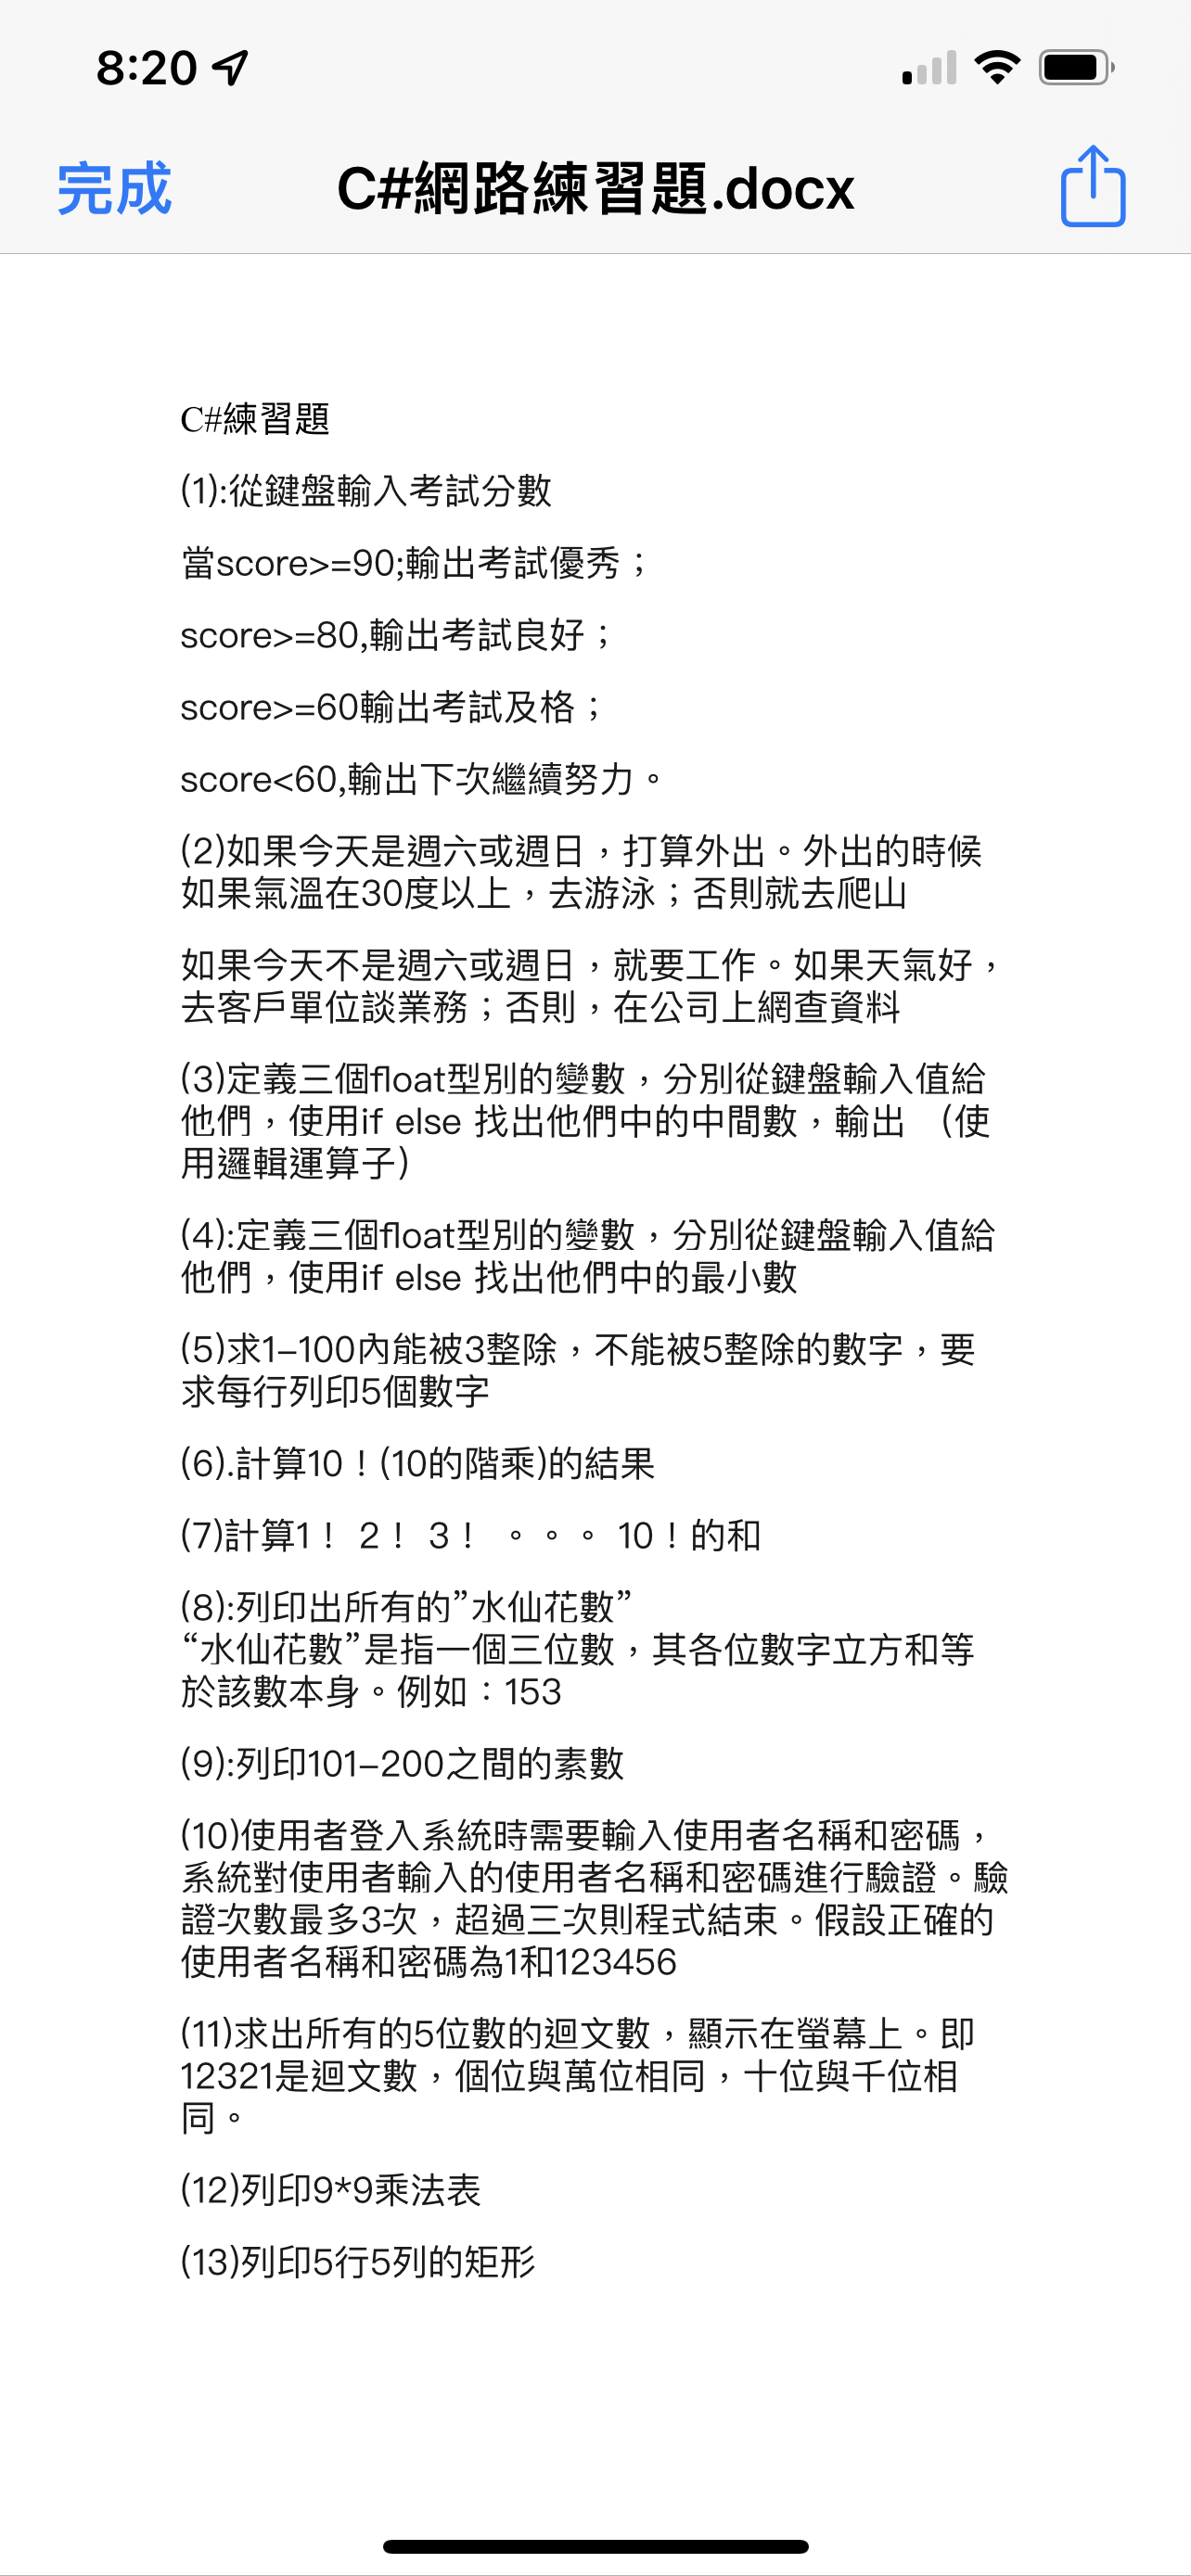 8:20
完成
C#網路練習題.docx
C#練習題
(1):從鍵盤輸入考試分數
當score>=90;輸出考試優秀；
score>=80,輸出考試良好；
score>=60輸出考試及格；
score<60,輸出下次繼續努力。
(2)如果今天是週六或週日，打算外出。外出的時候
如果氣溫在30度以上，去游泳；否則就去爬山
如果今天不是週六或週日，就要工作。如果天氣好，
去客戶單位談業務；否則，在公司上網查資料
(3)定義三個float型別的變數，分別從鍵盤輸入值給
他們，使用if else 找出他們中的中間數，輸出 （使
用邏輯運算子）
(4):定義三個float型別的變數，分別從鍵盤輸入值給
他們，使用if else 找出他們中的最小數
(5)求1–100內能被3整除，不能被5整除的數字，要
求每行列印5個數字
(6).計算10！(10的階乘)的結果
(7)計算1！ 2！ 3！ 。。。 10！的和
(8):列印出所有的”水仙花數”
“水仙花數”是指一個三位數，其各位數字立方和等
於該數本身。例如：153
(9):列印101–200之間的素數
(10)使用者登入系統時需要輸入使用者名稱和密碼，
系統對使用者輸入的使用者名稱和密碼進行驗證。驗
證次數最多3次，超過三次則程式結束。假設正確的
使用者名稱和密碼為1和123456
(11)求出所有的5位數的迴文數，顯示在螢幕上。即
12321是迴文數，個位與萬位相同，十位與千位相
同。
(12)列印9*9乘法表
(13)列印5行5列的矩形